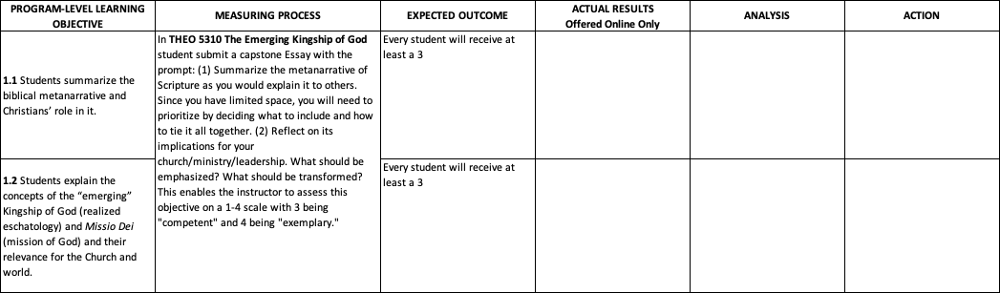 PROGRAM-LEVEL LEARNING
OBJECTIVE
MEASURING PROCESS
EXPECTED OUTCOME
ACTUAL RESULTS
Offered Online Only
ANALYSIS
ACTION
1.1 Students summarize the
biblical metanarrative and
Christians’ role in it.
In THEO 5310 The Emerging Kingship of God
student submit a capstone Essay with the
prompt: (1) Summarize the metanarrative of
Scripture as you would explain it to others.
Since you have limited space, you will need to
prioritize by deciding what to include and how
to tie it all together. (2) Reflect on its
implications for your
church/ministry/leadership. What should be
emphasized? What should be transformed?
This enables the instructor to assess this
objective on a 1-4 scale with 3 being
"competent" and 4 being "exemplary."
Every student will receive at
least a 3
1.2 Students explain the
concepts of the “emerging”
Kingship of God (realized
eschatology) and Missio Dei
(mission of God) and their
relevance for the Church and
world.
Every student will receive at
least a 3